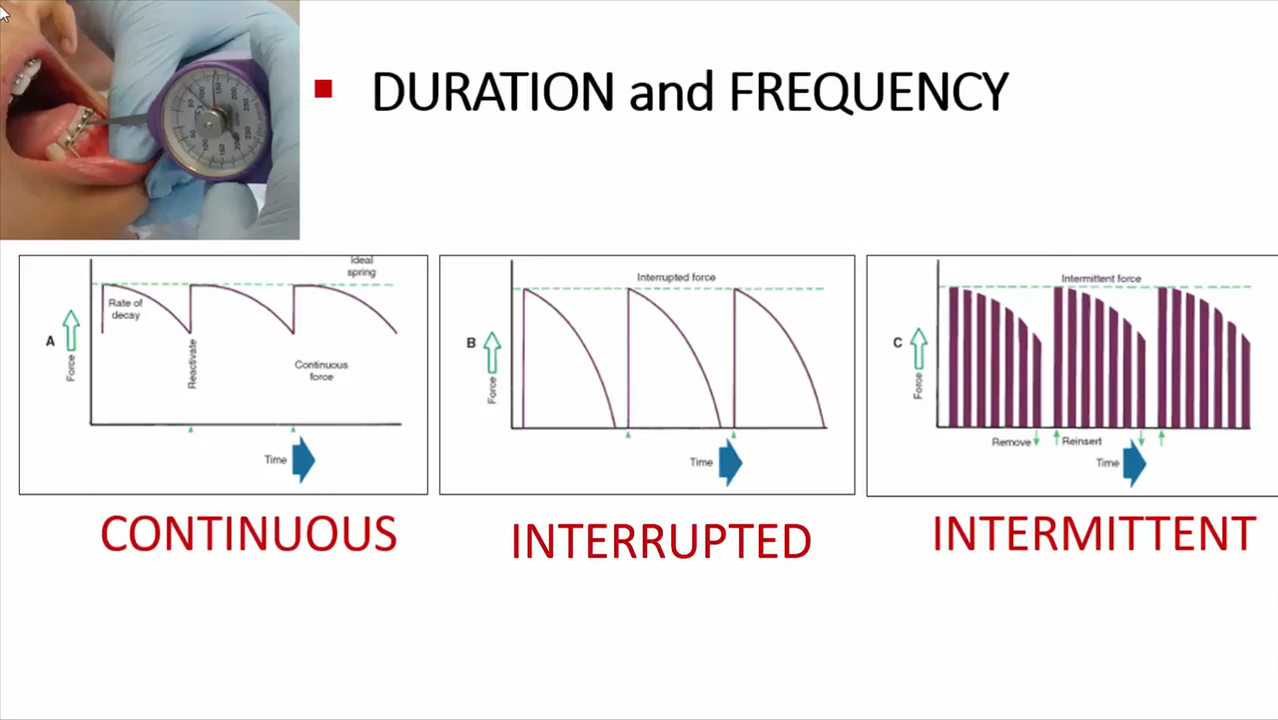 ▪ DURATION and FREQUENCY
Ideal
spring
Rate of
decay
A
Force
Reactivate
Continuous
force
Time
CONTINUOUS
Interrupted force
B
Force
Time
INTERRUPTED
Intermittent force
C
Force
Remove
Reinsert
Time
INTERMITTENT